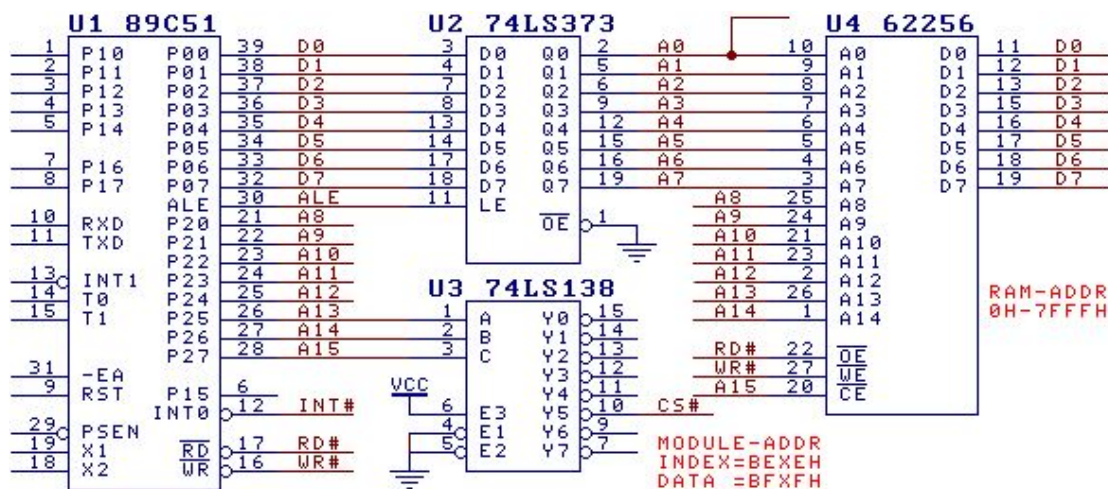 U1 89C51
U2 74LS373
U4 62256
1 P10 P00 39 D0 3 D0 Q0 2 A0 10 A0 D0 11 D0
2 P11 P01 38 D1 4 D1 Q1 5 A1 9 A1 D1 12 D1
3 P12 P02 37 D2 7 D2 Q2 6 A2 8 A2 D2 13 D2
4 P13 P03 36 D3 8 D3 Q3 9 A3 7 A3 D3 15 D3
5 P14 P04 35 D4 13 D4 Q4 12 A4 6 A4 D4 16 D4
P05 34 D5 14 D5 Q5 15 A5 5 A5 D5 17 D5
7 P16 P06 33 D6 17 D6 Q6 16 A6 4 A6 D6 18 D6
8 P17 P07 32 D7 18 D7 Q7 19 A7 3 A7 D7 19 D7
ALE 30 ALE 11 LE A8 25 A8
10 RXD P20 21 A8 OE 1 A9 24 A9
11 TXD P21 22 A9 A10 21 A10
P22 23 A10 A11 23 A11
13 INT1 P23 24 A11 A12 2 A12
U3 74LS138
14 T0 P24 25 A12 A13 26 A13 RAM-ADDR
15 T1 P25 26 A13 1 A Y0 15 A14 1 A14 0H-7FFFH
P26 27 A14 2 B Y1 14
P27 28 A15 3 C Y2 13 RD# 22 OE
31 -EA Y3 12 WR# 27 WE
9 RST P15 6 VCC Y4 11 A15 20 CE
INT0 12 INT# 6 E3 Y5 10 CS#
29 PSEN 4 E1 Y6 9
19 X1 RD 17 RD# 5 E2 Y7 7 MODULE-ADDR
18 X2 WR 16 WR# INDEX=BEXEH
DATA =BFXFH